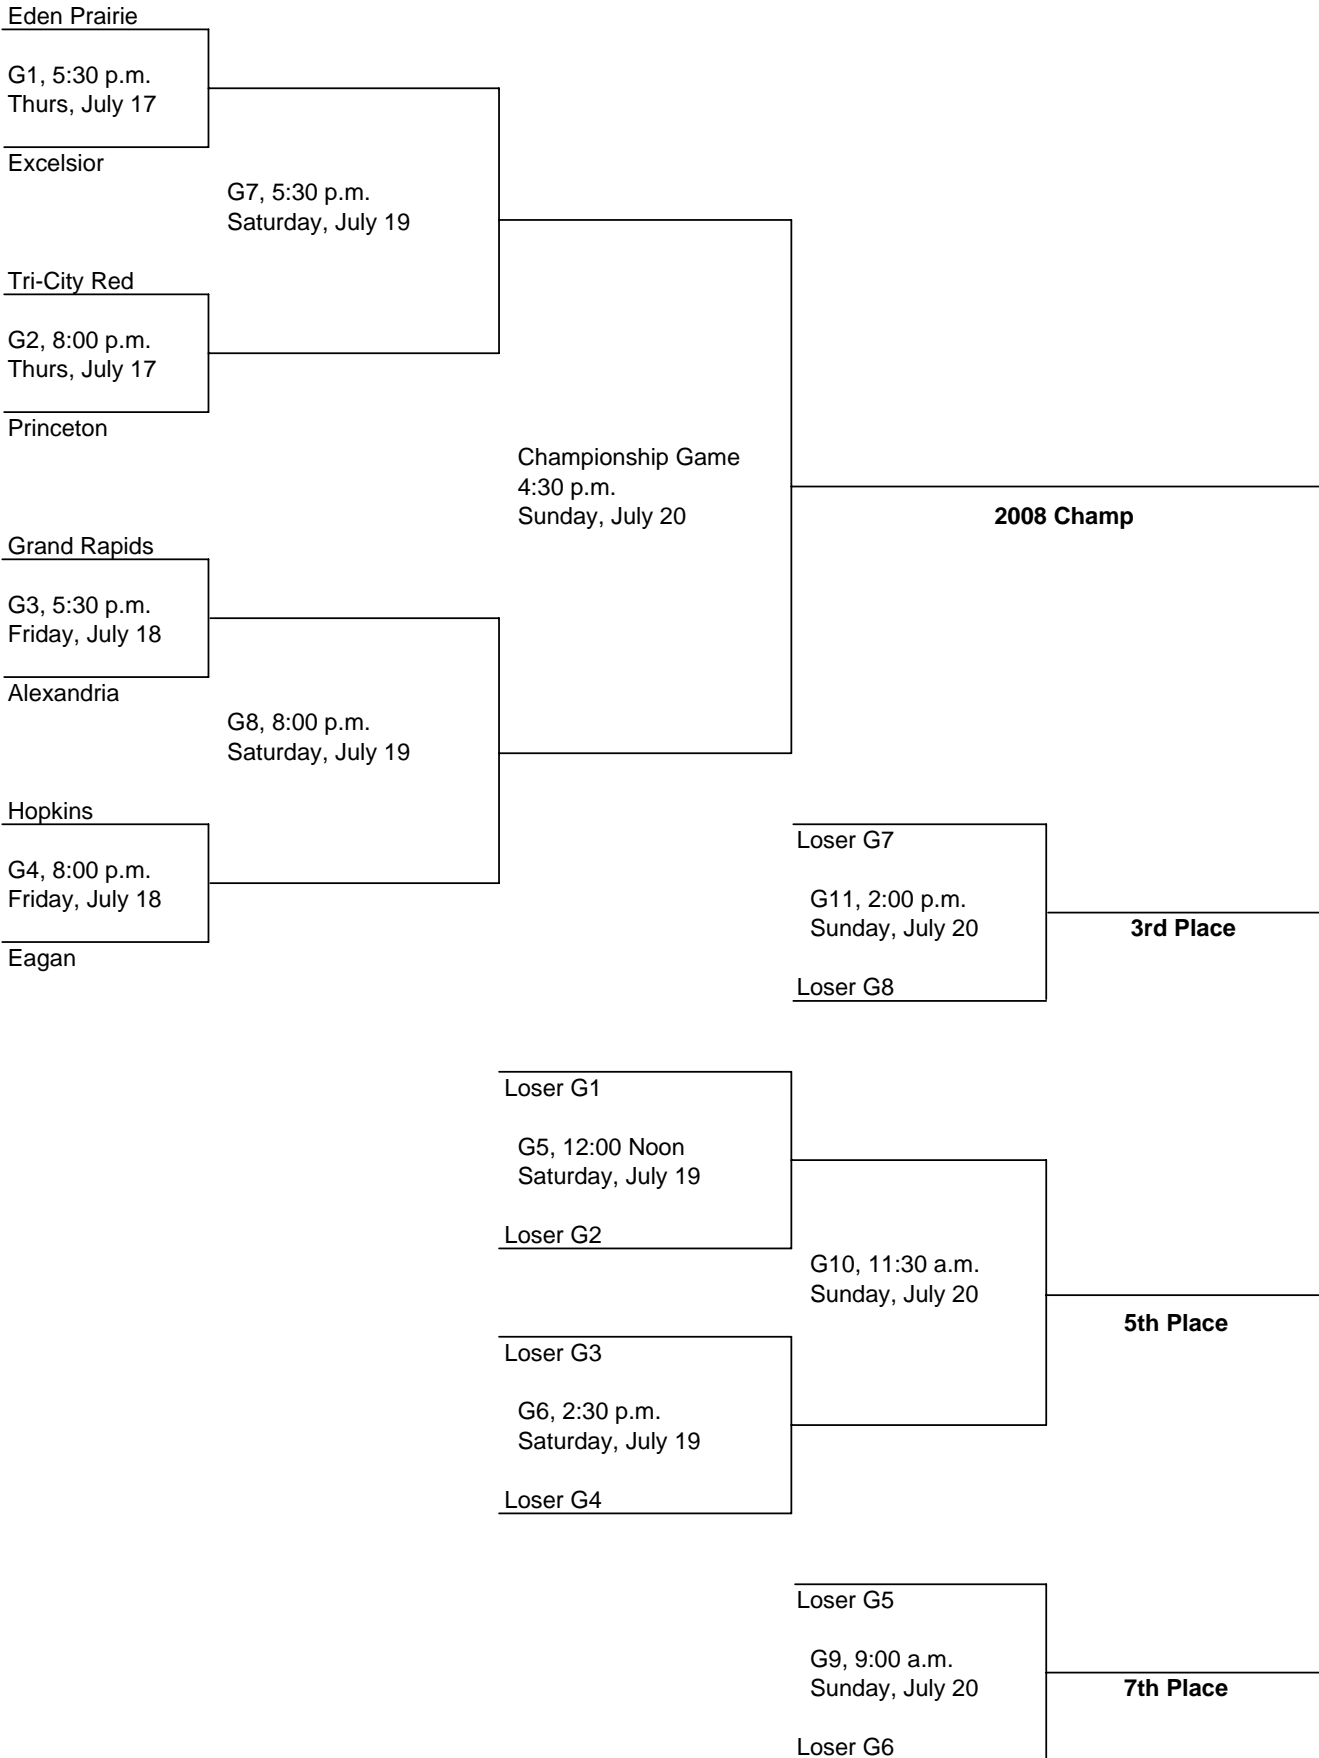 Eden Prairie
G1, 5:30 p.m.
Thurs, July 17
Excelsior
G7, 5:30 p.m.
Saturday, July 19
Tri-City Red
G2, 8:00 p.m.
Thurs, July 17
Princeton
Championship Game
4:30 p.m.
Sunday, July 20
2008 Champ
Grand Rapids
G3, 5:30 p.m.
Friday, July 18
Alexandria
G8, 8:00 p.m.
Saturday, July 19
Hopkins
G4, 8:00 p.m.
Friday, July 18
Eagan
Loser G7
G11, 2:00 p.m.
Sunday, July 20
3rd Place
Loser G8
Loser G1
G5, 12:00 Noon
Saturday, July 19
Loser G2
G10, 11:30 a.m.
Sunday, July 20
5th Place
Loser G3
G6, 2:30 p.m.
Saturday, July 19
Loser G4
Loser G5
G9, 9:00 a.m.
Sunday, July 20
7th Place
Loser G6